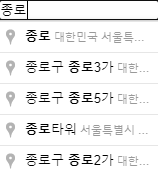 종로
종로 대한민국 서울특...
종로구 종로3가 대한...
종로구 종로5가 대한...
종로타워 서울특별시 ...
종로구 종로2가 대한...